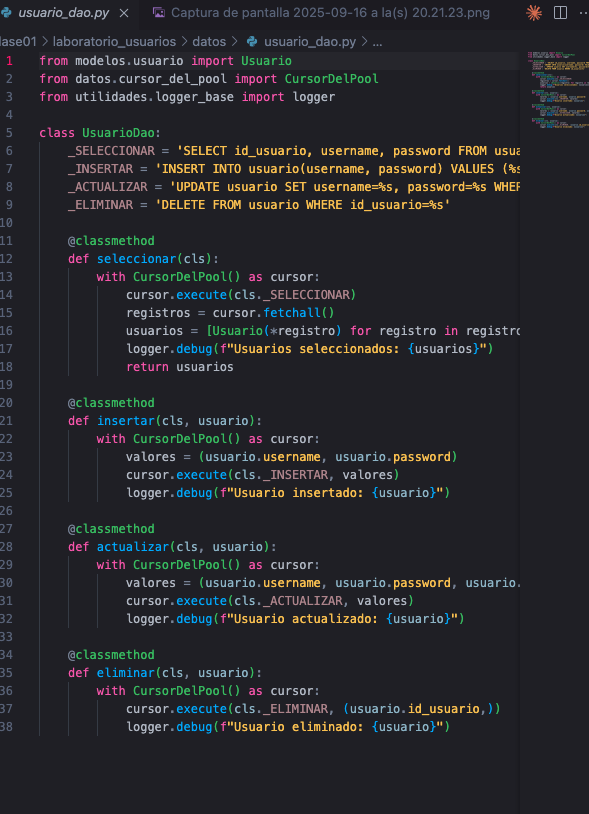 usuario_dao.py
Captura de pantalla 2025-09-16 a la(s) 20.21.23.png
lase01 > laboratorio_usuarios > datos > usuario_dao.py > ...
1 from modelos.usuario import Usuario
2 from datos.cursor_del_pool import CursorDelPool
3 from utilidades.logger_base import logger
4
5 class UsuarioDao:
6 _SELECCIONAR = 'SELECT id_usuario, username, password FROM usua
7 _INSERTAR = 'INSERT INTO usuario(username, password) VALUES (%s
8 _ACTUALIZAR = 'UPDATE usuario SET username=%s, password=%s WHER
9 _ELIMINAR = 'DELETE FROM usuario WHERE id_usuario=%s'
10
11 @classmethod
12 def seleccionar(cls):
13 with CursorDelPool() as cursor:
14 cursor.execute(cls._SELECCIONAR)
15 registros = cursor.fetchall()
16 usuarios = [Usuario(*registro) for registro in registro
17 logger.debug(f"Usuarios seleccionados: {usuarios}")
18 return usuarios
19
20 @classmethod
21 def insertar(cls, usuario):
22 with CursorDelPool() as cursor:
23 valores = (usuario.username, usuario.password)
24 cursor.execute(cls._INSERTAR, valores)
25 logger.debug(f"Usuario insertado: {usuario}")
26
27 @classmethod
28 def actualizar(cls, usuario):
29 with CursorDelPool() as cursor:
30 valores = (usuario.username, usuario.password, usuario.
31 cursor.execute(cls._ACTUALIZAR, valores)
32 logger.debug(f"Usuario actualizado: {usuario}")
33
34 @classmethod
35 def eliminar(cls, usuario):
36 with CursorDelPool() as cursor:
37 cursor.execute(cls._ELIMINAR, (usuario.id_usuario,))
38 logger.debug(f"Usuario eliminado: {usuario}")